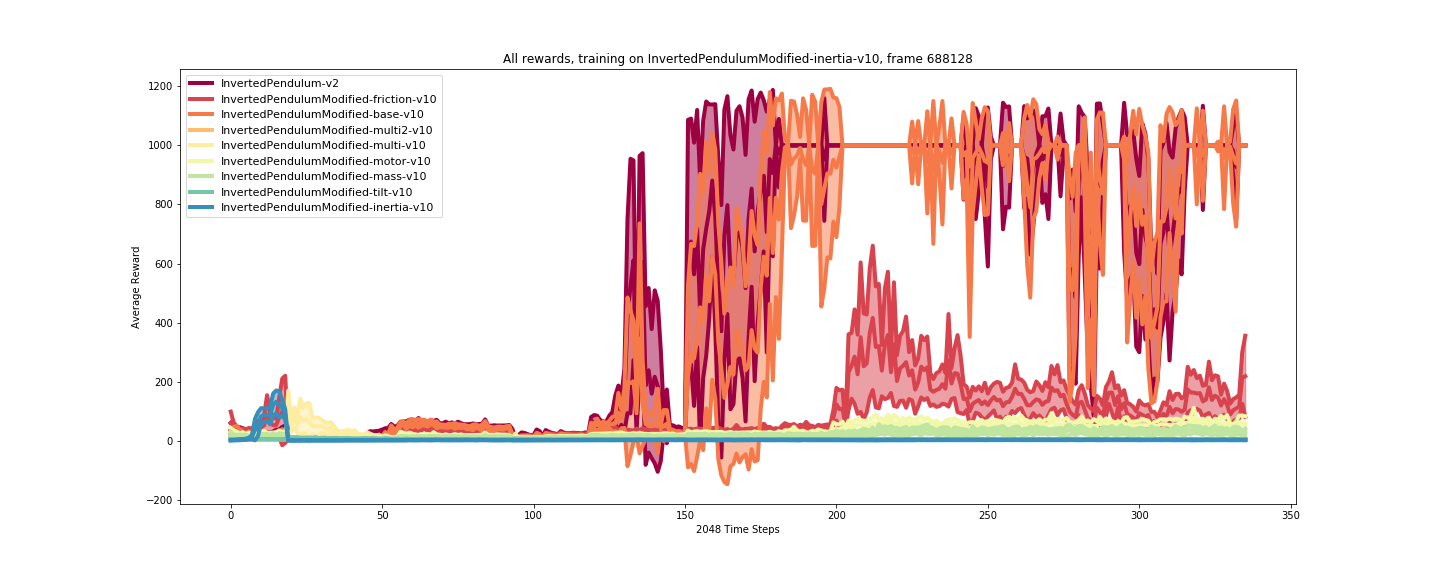 All rewards, training on InvertedPendulumModified-inertia-v10, frame 688128
InvertedPendulum-v2
InvertedPendulumModified-friction-v10
InvertedPendulumModified-base-v10
InvertedPendulumModified-multi2-v10
InvertedPendulumModified-multi-v10
InvertedPendulumModified-motor-v10
InvertedPendulumModified-mass-v10
InvertedPendulumModified-tilt-v10
InvertedPendulumModified-inertia-v10
1200
1000
800
600
400
200
0
−200
Average Reward
0 50 100 150 200 250 300 350
2048 Time Steps